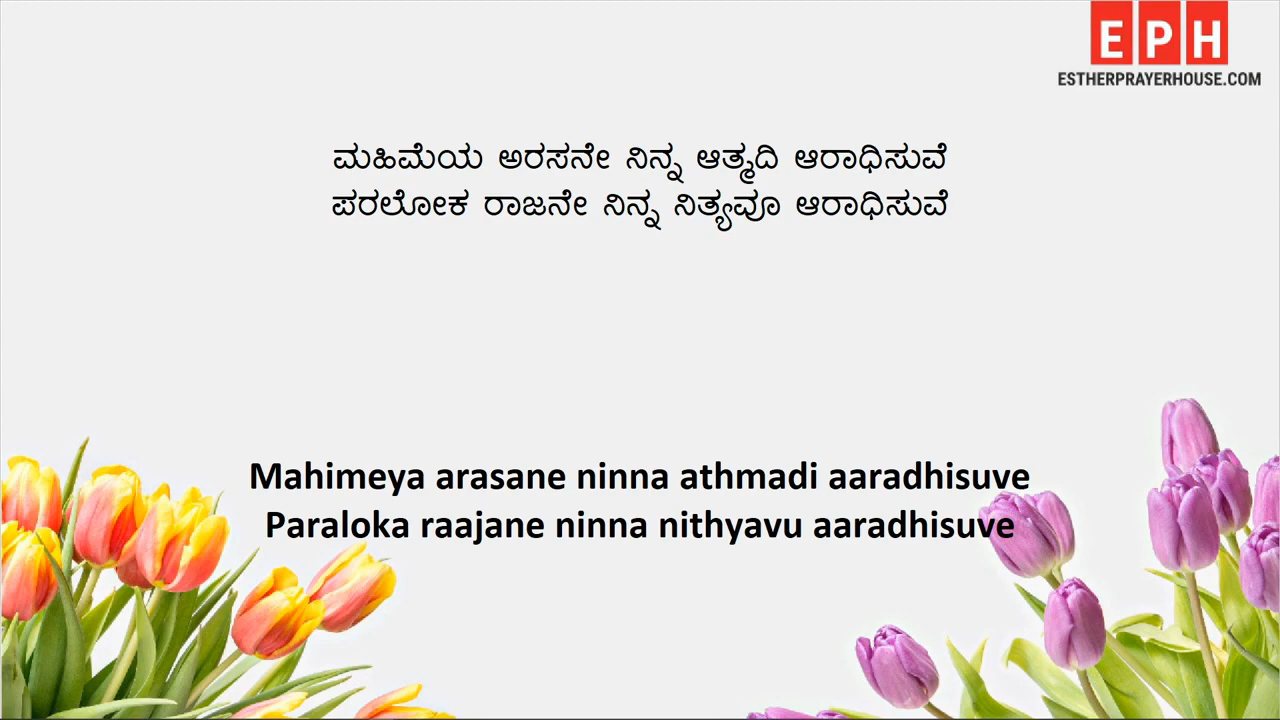 EPH
ESTHERPRAYERHOUSE.COM
ಮಹಿಮೆಯ ಅರಸನೇ ನಿನ್ನ ಆತ್ಮದಿ ಆರಾಧಿಸುವೆ
ಪರಲೋಕ ರಾಜನೇ ನಿನ್ನ ನಿತ್ಯವೂ ಆರಾಧಿಸುವೆ
Mahimeya arasane ninna athmadi aaradhisuve
Paraloka raajane ninna nithyavu aaradhisuve